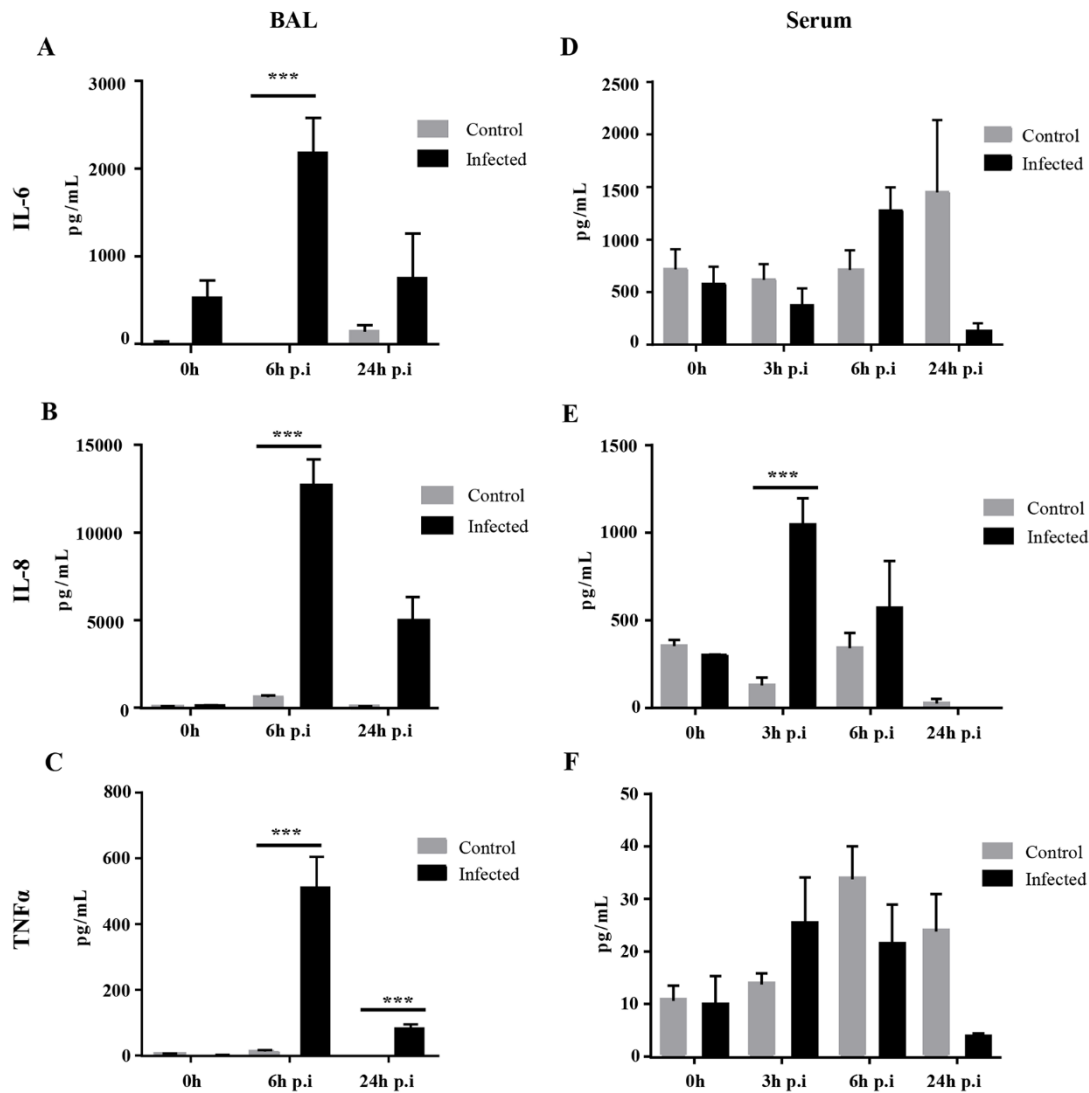 BAL
Serum
A
IL-6
pg/mL
3000
2000
1000
0
***
Control
Infected
0h
6h p.i
24h p.i
D
pg/mL
2500
2000
1500
1000
500
0
Control
Infected
0h
3h p.i
6h p.i
24h p.i
B
IL-8
pg/mL
15000
10000
5000
0
***
Control
Infected
0h
6h p.i
24h p.i
E
pg/mL
1500
1000
500
0
***
Control
Infected
0h
3h p.i
6h p.i
24h p.i
C
TNFα
pg/mL
800
600
400
200
0
***
***
Control
Infected
0h
6h p.i
24h p.i
F
pg/mL
50
40
30
20
10
0
Control
Infected
0h
3h p.i
6h p.i
24h p.i